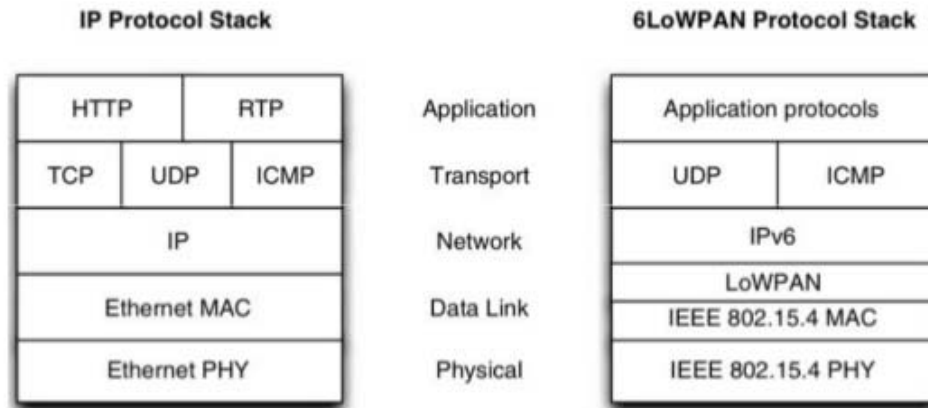 IP Protocol Stack 6LoWPAN Protocol Stack
HTTP RTP Application Application protocols
TCP UDP ICMP Transport UDP ICMP
IP Network IPv6
LoWPAN
Ethernet MAC Data Link
IEEE 802.15.4 MAC
Ethernet PHY Physical IEEE 802.15.4 PHY